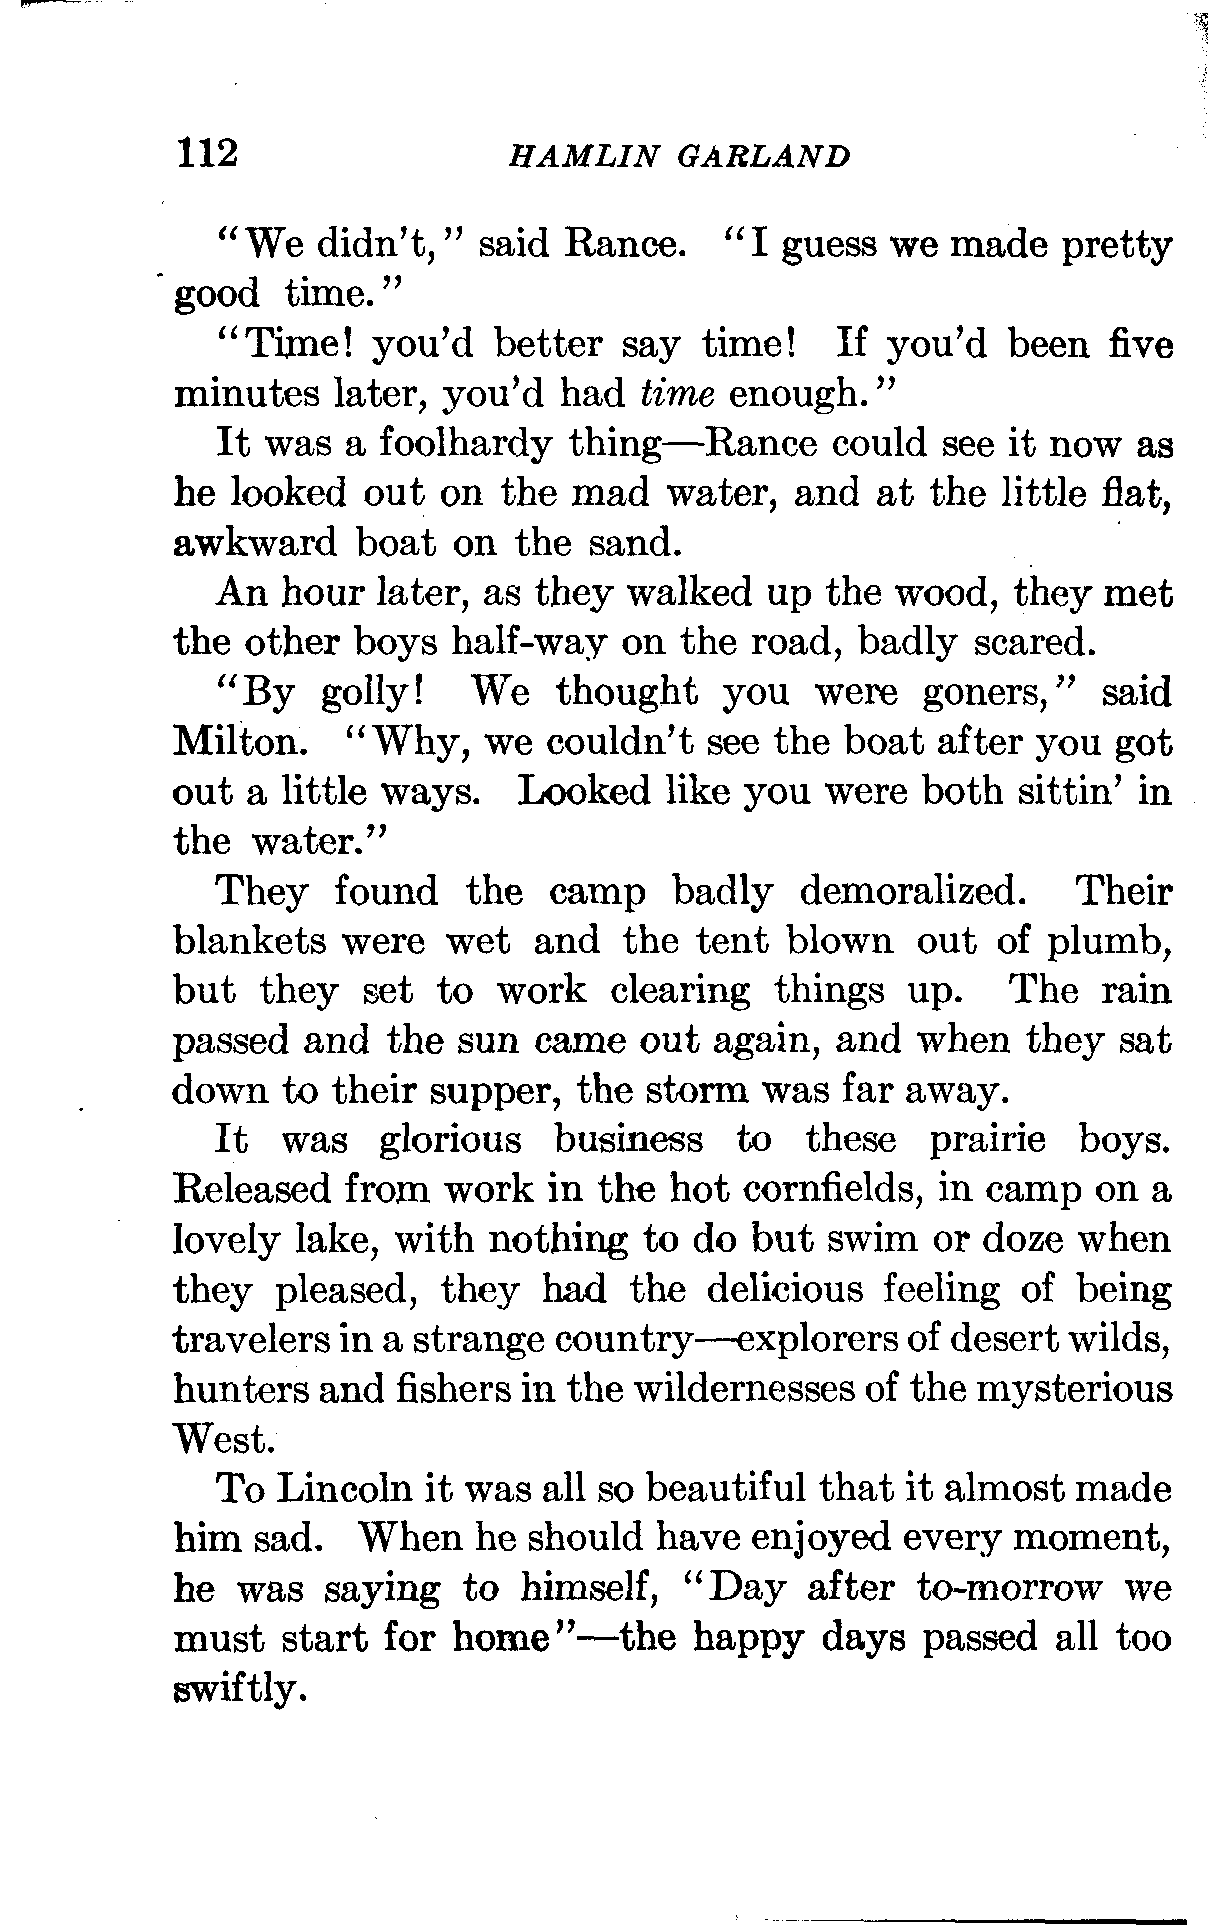 112 HAMLIN GARLAND
"We didn't," said Rance. "I guess we made pretty
good time."
"Time! you'd better say time! If you'd been five
minutes later, you'd had time enough."
It was a foolhardy thing—Rance could see it now as
he looked out on the mad water, and at the little flat,
awkward boat on the sand.
An hour later, as they walked up the wood, they met
the other boys half-way on the road, badly scared.
"By golly! We thought you were goners," said
Milton. "Why, we couldn't see the boat after you got
out a little ways. Looked like you were both sittin' in
the water."
They found the camp badly demoralized. Their
blankets were wet and the tent blown out of plumb,
but they set to work clearing things up. The rain
passed and the sun came out again, and when they sat
down to their supper, the storm was far away.
It was glorious business to these prairie boys.
Released from work in the hot cornfields, in camp on a
lovely lake, with nothing to do but swim or doze when
they pleased, they had the delicious feeling of being
travelers in a strange country—explorers of desert wilds,
hunters and fishers in the wildernesses of the mysterious
West.
To Lincoln it was all so beautiful that it almost made
him sad. When he should have enjoyed every moment,
he was saying to himself, "Day after to-morrow we
must start for home"—the happy days passed all too
swiftly.